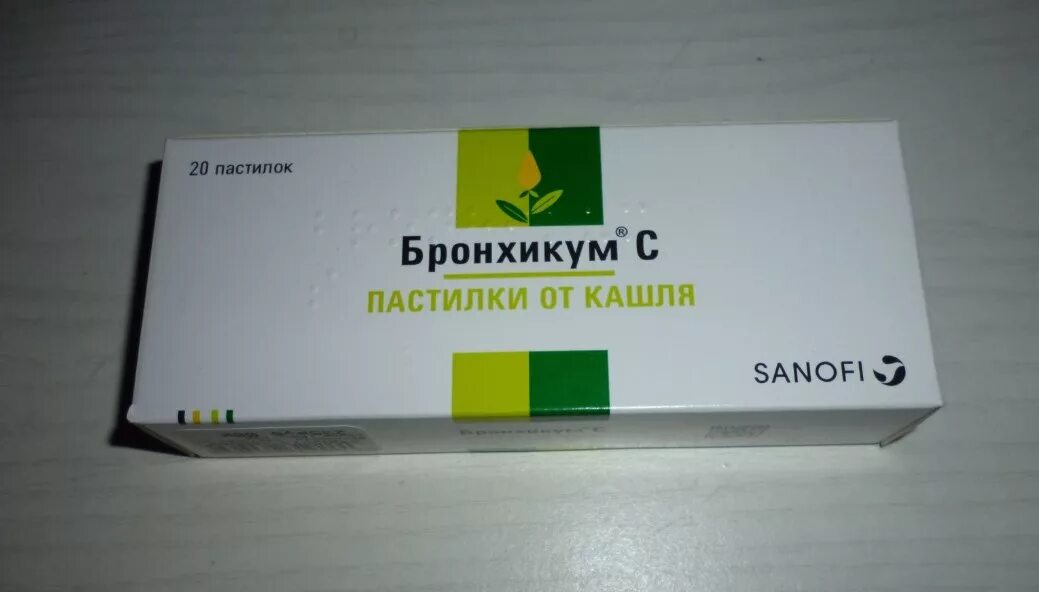 20 пастилок
Бронхикум® С
ПАСТИЛКИ ОТ КАШЛЯ
SANOFI
Бронхикум® С